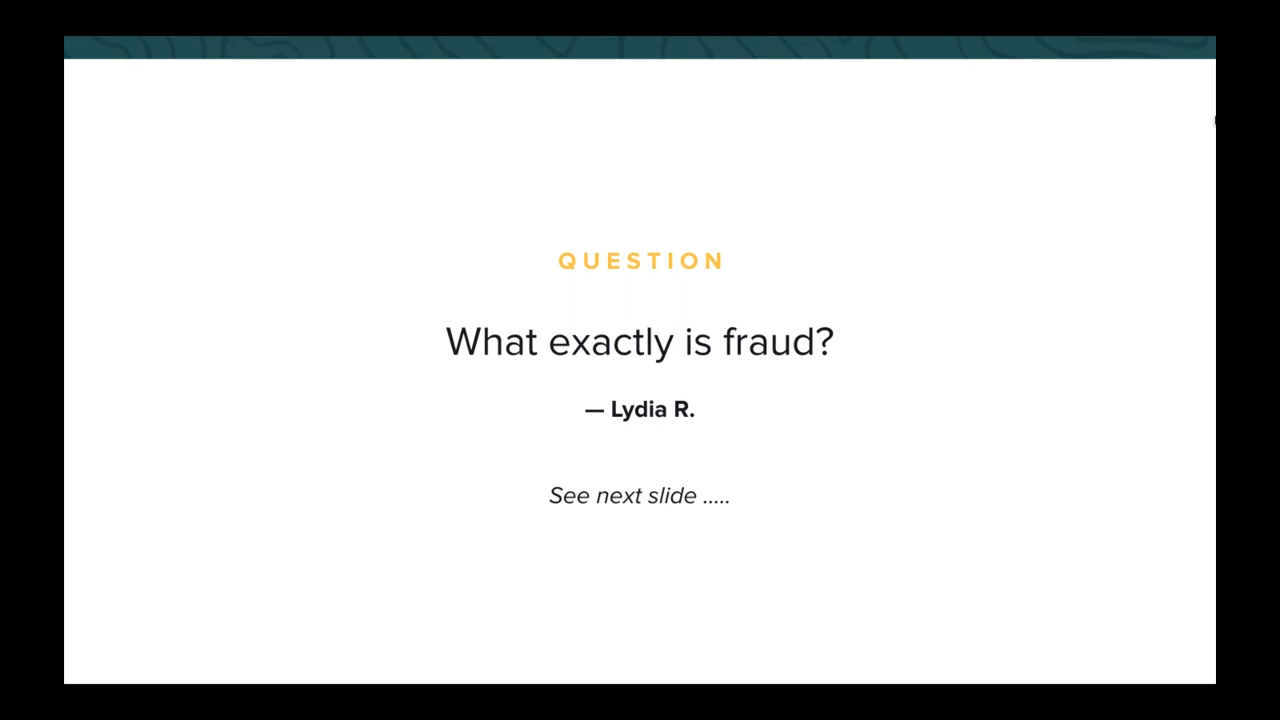 QUESTION
What exactly is fraud?
— Lydia R.
See next slide .....